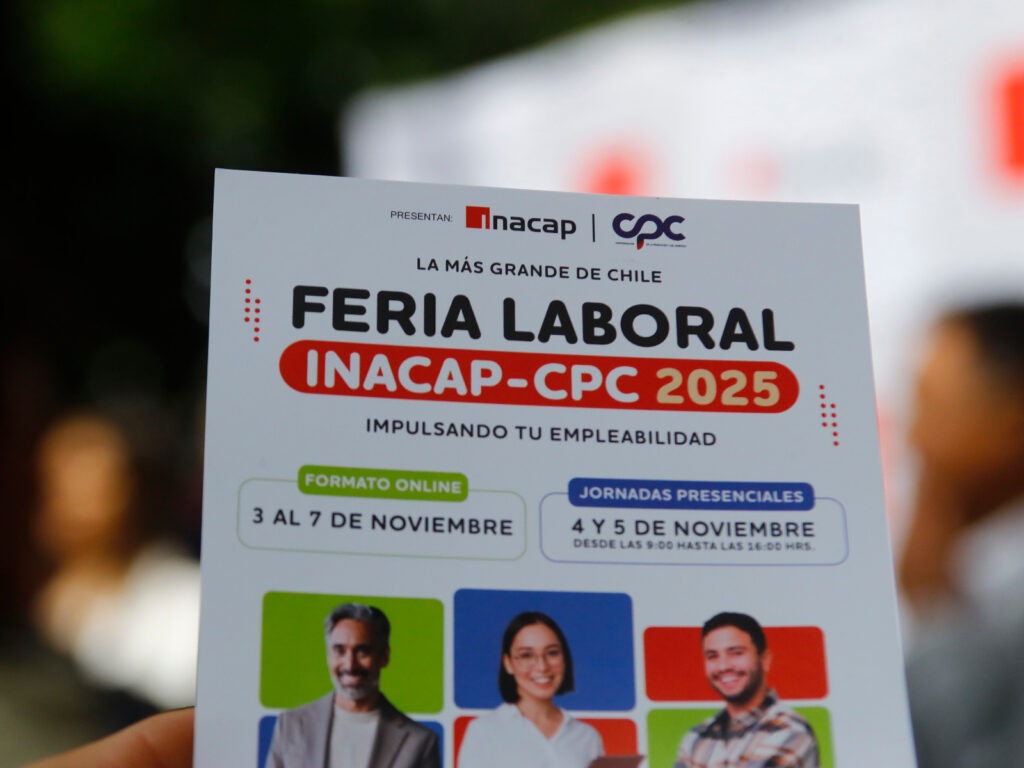 PRESENTAN: inacap | CPC
LA MÁS GRANDE DE CHILE
FERIA LABORAL
INACAP-CPC 2025
IMPULSANDO TU EMPLEABILIDAD
FORMATO ONLINE
3 AL 7 DE NOVIEMBRE
JORNADAS PRESENCIALES
4 Y 5 DE NOVIEMBRE
DESDE LAS 9:00 HASTA LAS 16:00 HRS.